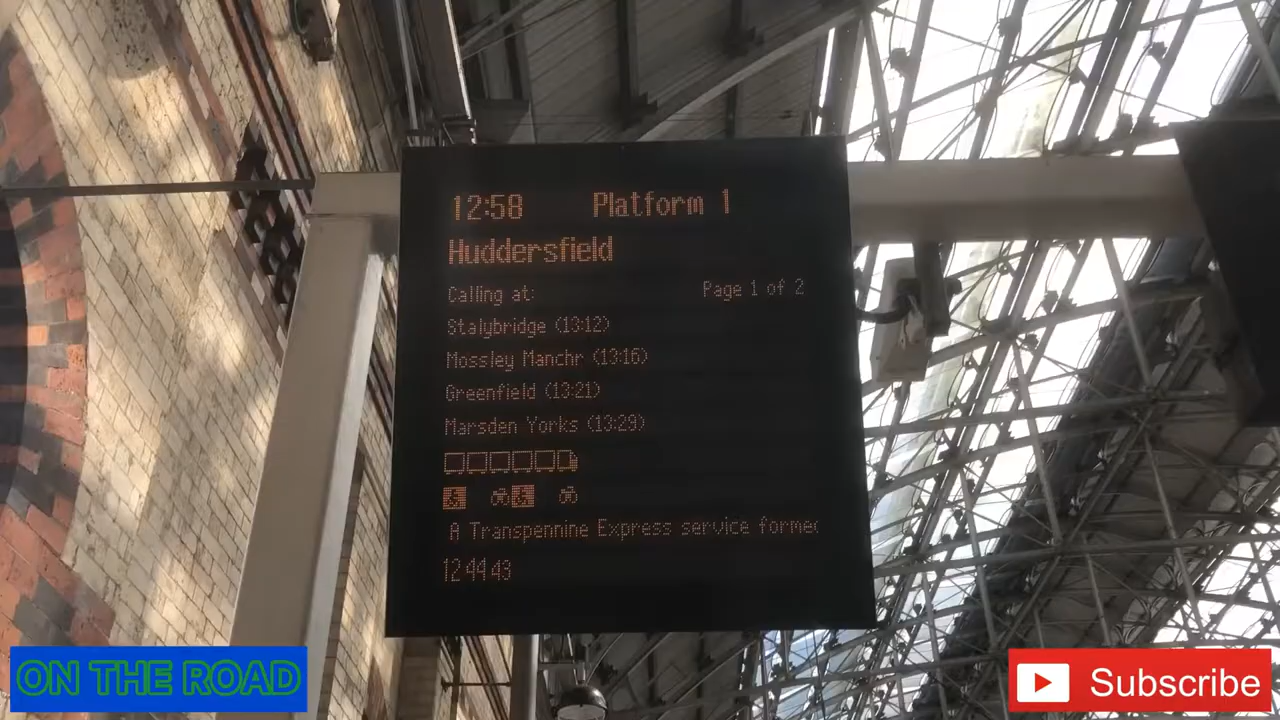 12:58 Platform 1
Huddersfield
Calling at: Page 1 of 2
Stalybridge (13:12)
Mossley Manchr (13:16)
Greenfield (13:21)
Marsden Yorks (13:29)
A Transpennine Express service formed
12:44:43
ON THE ROAD
Subscribe